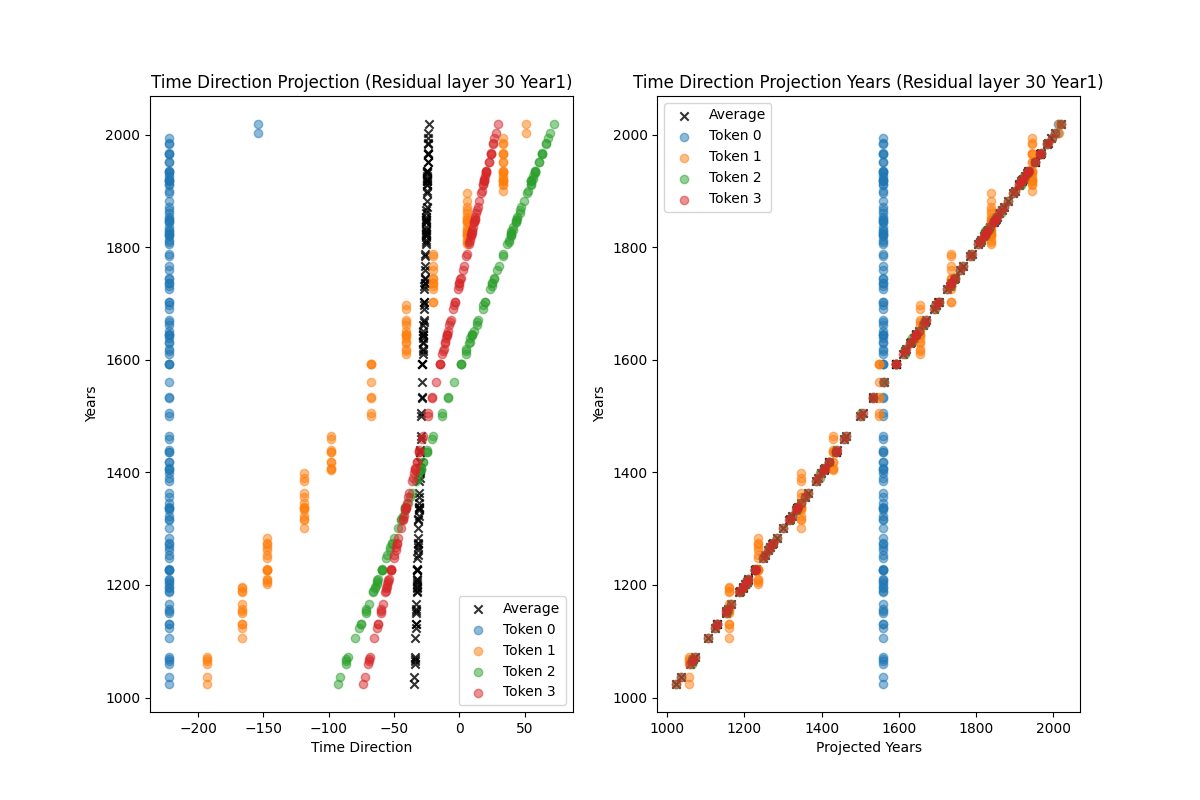 Time Direction Projection (Residual layer 30 Year1)
Years
2000
1800
1600
1400
1200
1000
Average
Token 0
Token 1
Token 2
Token 3
−200
−150
−100
−50
0
50
Time Direction
Time Direction Projection Years (Residual layer 30 Year1)
Average
Token 0
Token 1
Token 2
Token 3
Years
2000
1800
1600
1400
1200
1000
1000
1200
1400
1600
1800
2000
Projected Years